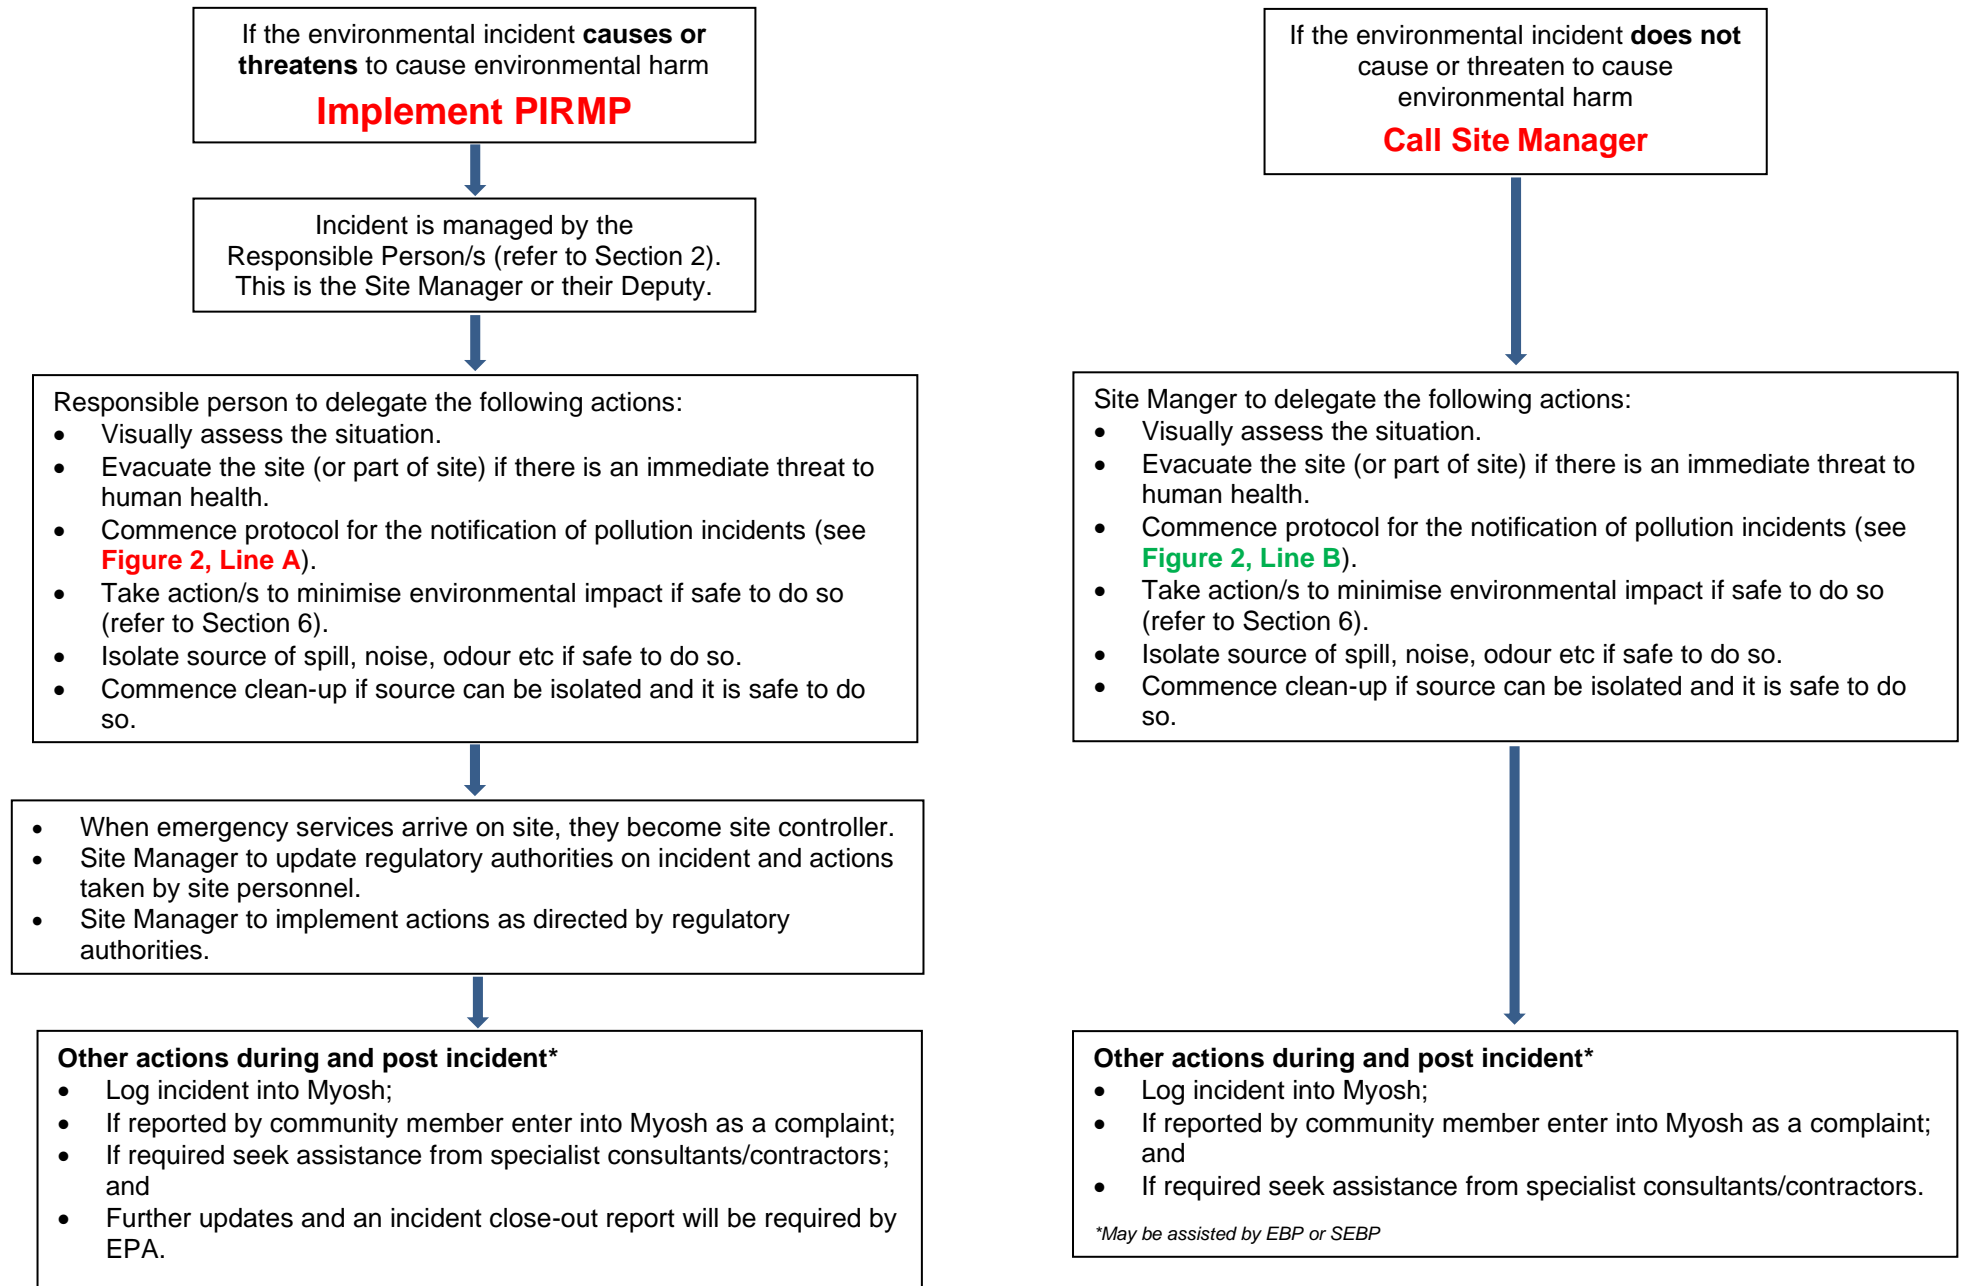 If the environmental incident causes or
threatens to cause environmental harm
Implement PIRMP
Incident is managed by the
Responsible Person/s (refer to Section 2).
This is the Site Manager or their Deputy.
Responsible person to delegate the following actions:
• Visually assess the situation.
• Evacuate the site (or part of site) if there is an immediate threat to
human health.
• Commence protocol for the notification of pollution incidents (see
Figure 2, Line A).
• Take action/s to minimise environmental impact if safe to do so
(refer to Section 6).
• Isolate source of spill, noise, odour etc if safe to do so.
• Commence clean-up if source can be isolated and it is safe to do
so.
• When emergency services arrive on site, they become site controller.
• Site Manager to update regulatory authorities on incident and actions
taken by site personnel.
• Site Manager to implement actions as directed by regulatory
authorities.
Other actions during and post incident*
• Log incident into Myosh;
• If reported by community member enter into Myosh as a complaint;
• If required seek assistance from specialist consultants/contractors;
and
• Further updates and an incident close-out report will be required by
EPA.
If the environmental incident does not
cause or threaten to cause
environmental harm
Call Site Manager
Site Manger to delegate the following actions:
• Visually assess the situation.
• Evacuate the site (or part of site) if there is an immediate threat to
human health.
• Commence protocol for the notification of pollution incidents (see
Figure 2, Line B).
• Take action/s to minimise environmental impact if safe to do so
(refer to Section 6).
• Isolate source of spill, noise, odour etc if safe to do so.
• Commence clean-up if source can be isolated and it is safe to do
so.
Other actions during and post incident*
• Log incident into Myosh;
• If reported by community member enter into Myosh as a complaint;
and
• If required seek assistance from specialist consultants/contractors.
*May be assisted by EBP or SEBP